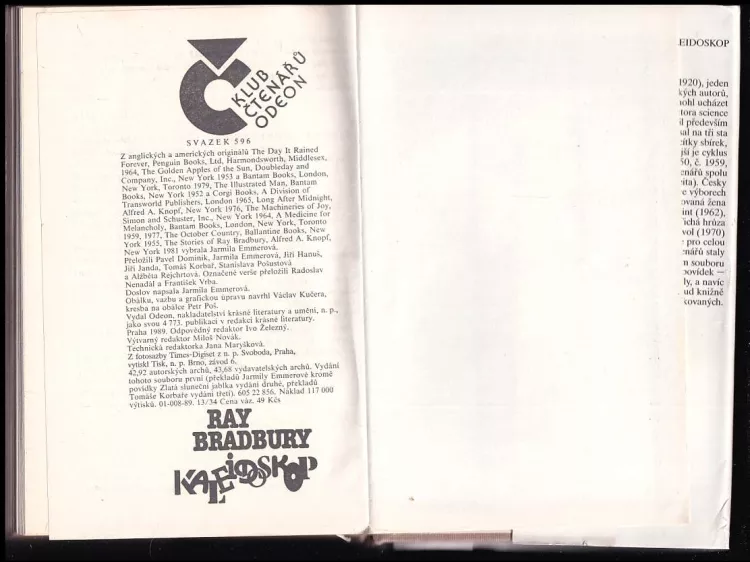 KLUB
ČTENÁŘŮ
ODEON
SVAZEK 596
Z anglických a amerických originálů The Day It Rained
Forever, Penguin Books, Ltd, Harmondsworth, Middlesex,
1964, The Golden Apples of the Sun, Doubleday and
Company, Inc., New York 1953 a Bantam Books, London,
New York, Toronto 1979, The Illustrated Man, Bantam
Books, New York 1952 a Corgi Books, A Division of
Transworld Publishers, London 1965, Long After Midnight,
Alfred A. Knopf, New York 1976, The Machineries of Joy,
Simon and Schuster, Inc., New York 1964, A Medicine for
Melancholy, Bantam Books, London, New York, Toronto
1959, 1977, The October Country, Ballantine Books, New
York 1955, The Stories of Ray Bradbury, Alfred A. Knopf,
New York 1981 vybrala Jarmila Emmerová.
Přeložili Pavel Dominik, Jarmila Emmerová, Jiří Hanuš,
Jiří Janda, Tomáš Korbař, Stanislava Pošustová
a Alžběta Rejchrtová. Označené verše přeložili Radoslav
Nenadál a František Vrba.
Doslov napsala Jarmila Emmerová.
Obálku, vazbu a grafickou úpravu navrhl Václav Kučera,
kresba na obálce Petr Poš.
Vydal Odeon, nakladatelství krásné literatury a umění, n. p.,
jako svou 4 773. publikaci v redakci krásné literatury.
Praha 1989. Odpovědný redaktor Ivo Železný.
Výtvarný redaktor Miloš Novák.
Technická redaktorka Jana Maryšková.
Z fotosazby Times-Digiset z n. p. Svoboda, Praha,
vytiskl Tisk, n. p. Brno, závod 6.
42,92 autorských archů, 43,68 vydavatelských archů. Vydání
tohoto souboru první (překladů Jarmily Emmerové kromě
povídky Zlatá sluneční jablka vydání druhé, překladů
Tomáše Korbaře vydání třetí). 605 22 856. Náklad 117 000
výtisků. 01-008-89. 13/34 Cena váz. 49 Kčs
RAY
BRADBURY
KALEIDOSKOP
EIDOSKOP
1920), jeden
kých autorů,
ohl ucházet
tora science
il především
sal na tři sta
cítky sbírek,
jší je cyklus
50, č. 1959,
enářů spolu
eita). Česky
e výborech
ovaná žena
int (1962),
řichá hrůza
vol (1970)
pro celou
nářů staly
m souboru
ovídek —
ly, a navíc
ud knižně
kovaných.